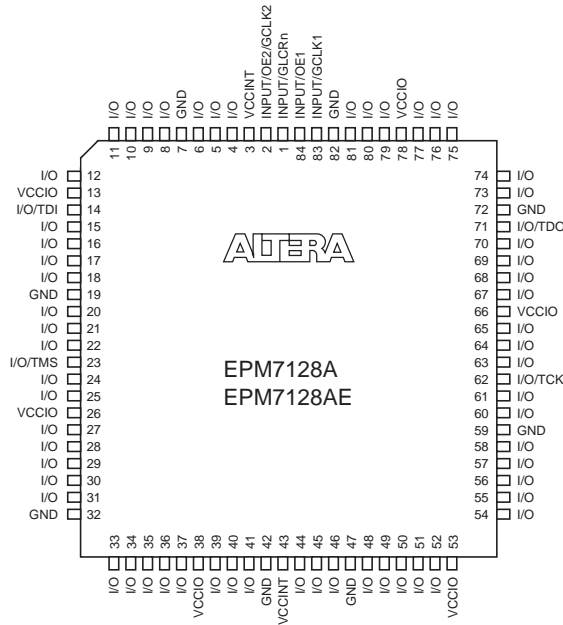 I/O I/O I/O I/O GND I/O I/O I/O VCCINT INPUT/OE2/GCLK2 INPUT/GLCRn INPUT/OE1 INPUT/GCLK1 GND I/O I/O I/O VCCIO I/O I/O I/O
11 10 9 8 7 6 5 4 3 2 1 84 83 82 81 80 79 78 77 76 75
I/O 12 74 I/O
VCCIO 13 73 I/O
I/O/TDI 14 72 GND
I/O 15 71 I/O/TDO
I/O 16 70 I/O
I/O 17 69 I/O
I/O 18 68 I/O
GND 19 67 I/O
I/O 20 66 VCCIO
I/O 21 65 I/O
I/O 22 64 I/O
I/O/TMS 23 63 I/O
I/O 24 62 I/O/TCK
I/O 25 61 I/O
VCCIO 26 60 I/O
I/O 27 59 GND
I/O 28 58 I/O
I/O 29 57 I/O
I/O 30 56 I/O
I/O 31 55 I/O
GND 32 54 I/O
ALTERA
EPM7128A
EPM7128AE
33 34 35 36 37 38 39 40 41 42 43 44 45 46 47 48 49 50 51 52 53
I/O I/O I/O I/O I/O VCCIO I/O I/O I/O GND VCCINT I/O I/O I/O GND I/O I/O I/O I/O I/O VCCIO